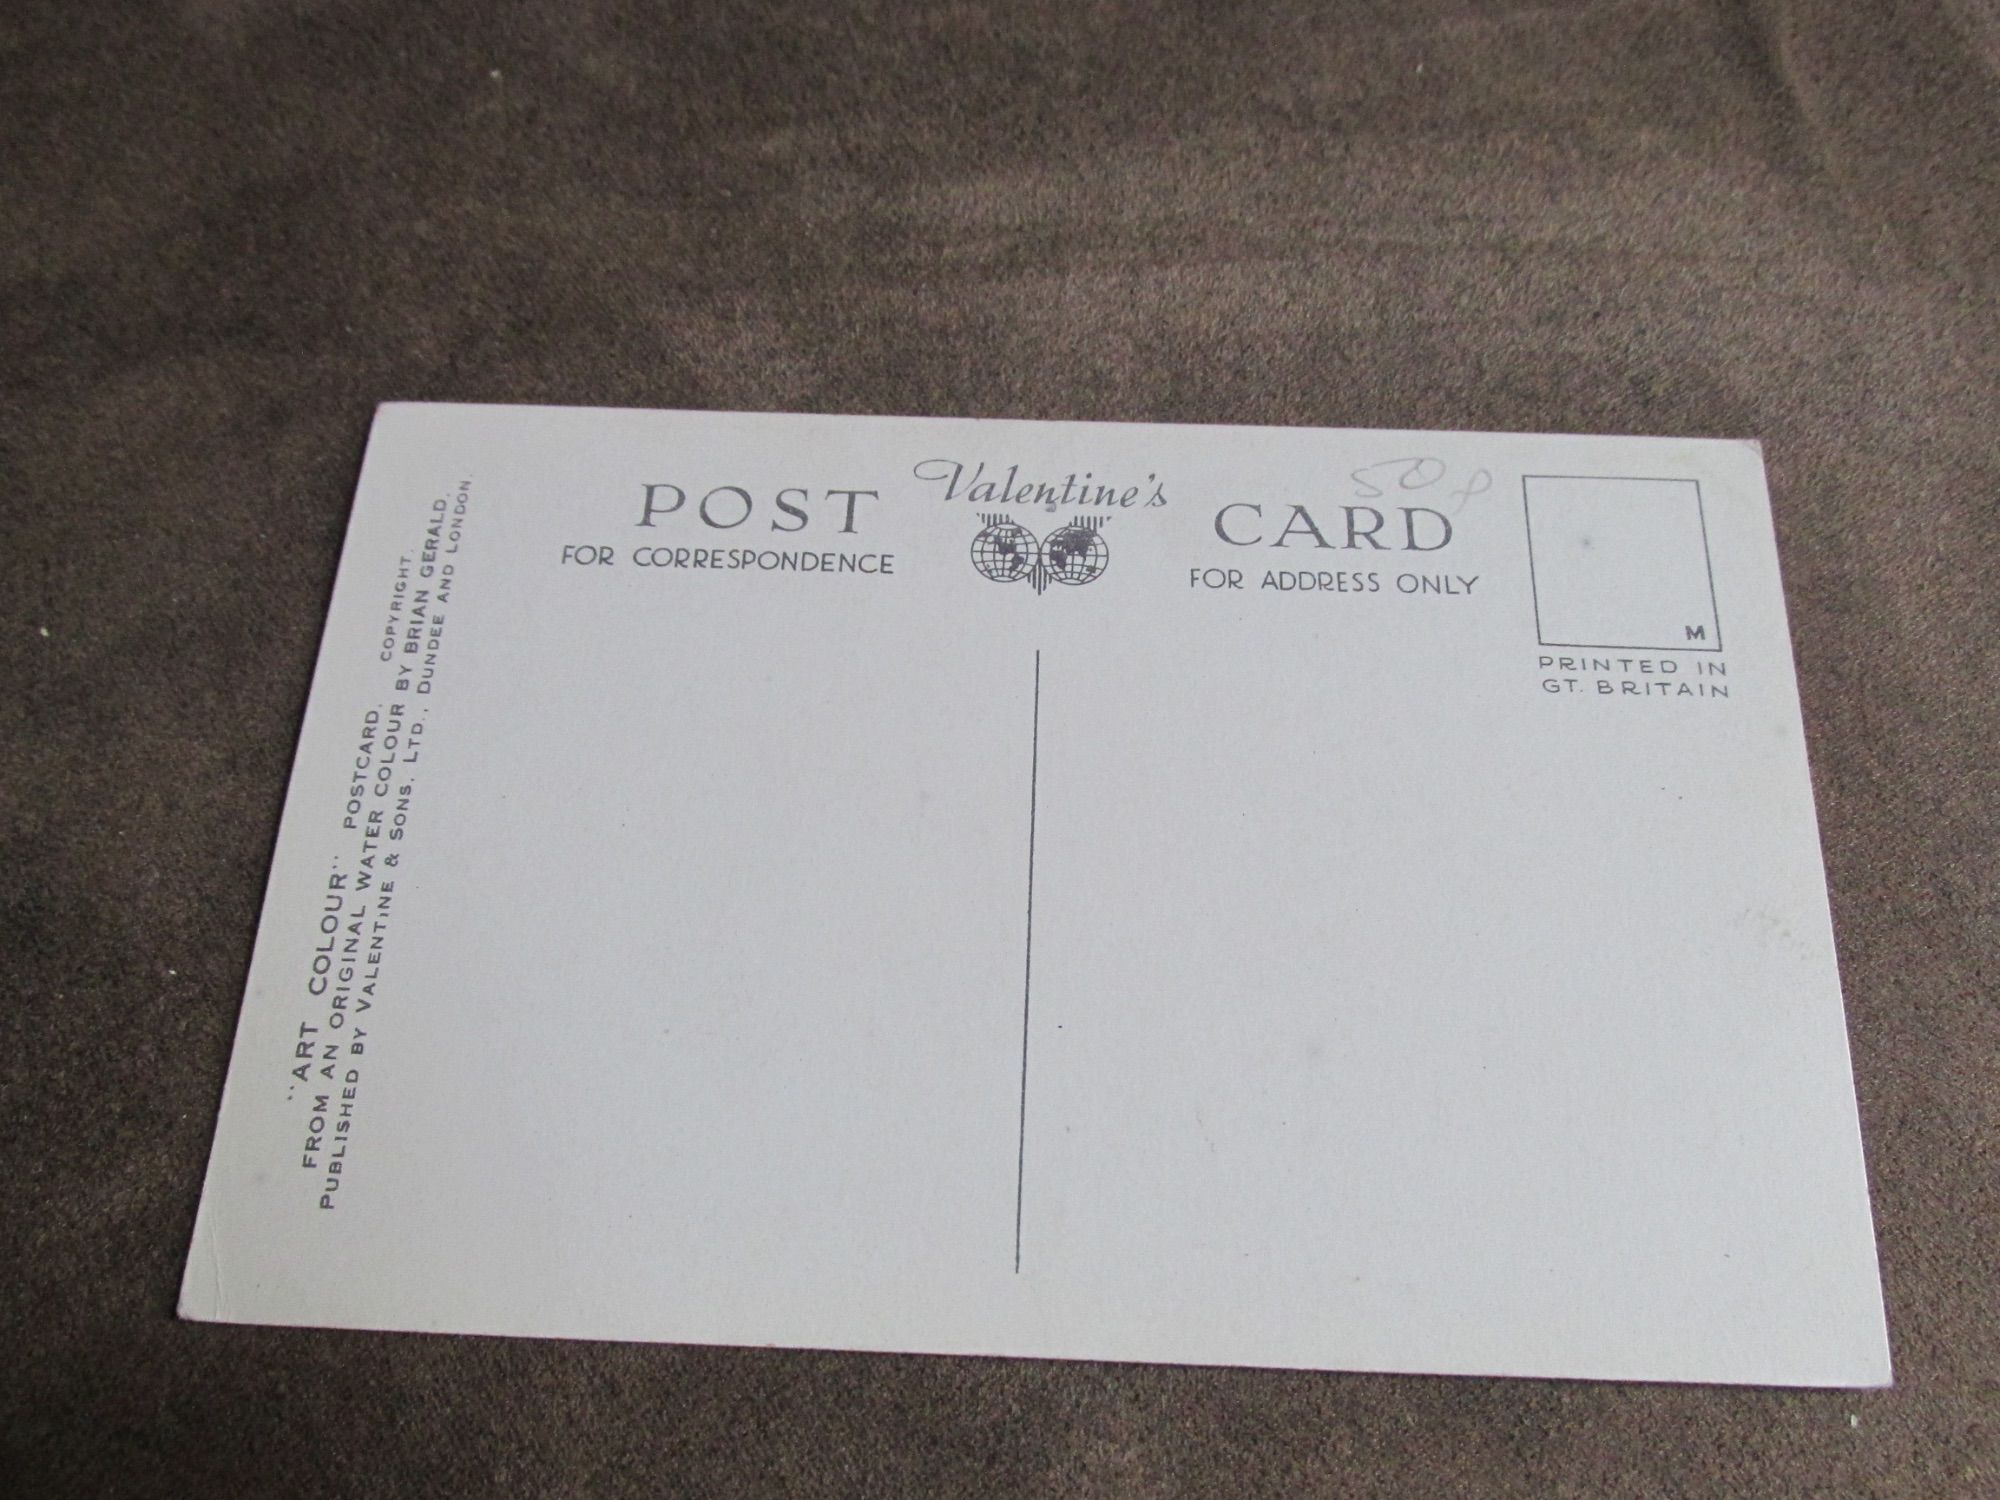 Valentine's
POST CARD
FOR CORRESPONDENCE
FOR ADDRESS ONLY
50p
M
PRINTED IN
GT. BRITAIN
"ART COLOUR" POSTCARD. COPYRIGHT.
FROM AN ORIGINAL WATER COLOUR BY BRIAN GERALD.
PUBLISHED BY VALENTINE & SONS. LTD., DUNDEE AND LONDON.